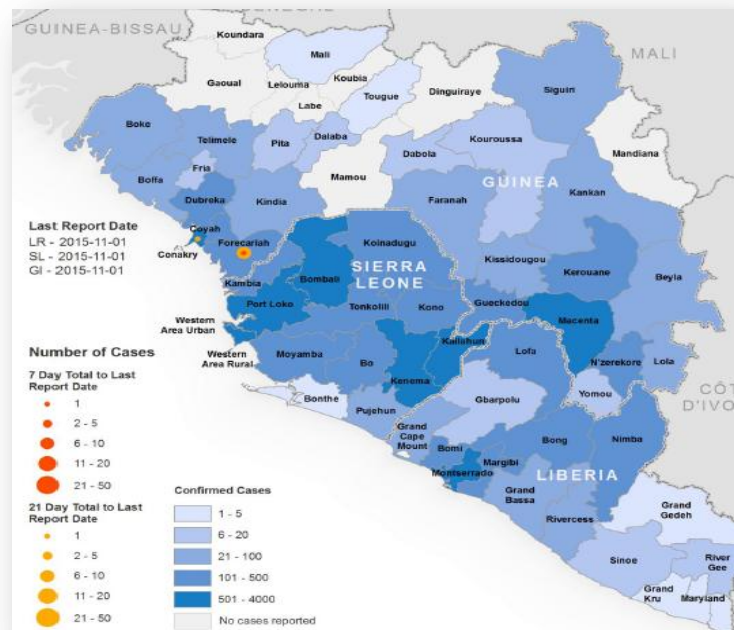 GUINEA-BISSAU
Koundara
Mali
MALI
Gaoual
Lelouma
Koubia
Labe
Tougue
Dinguiraye
Siguiri
Boke
Telimele
Pita
Dalaba
Kouroussa
Mandiana
Fria
Dabola
Boffa
Mamou
GUINEA
Dubreka
Kindia
Faranah
Kankan
Last Report Date
LR - 2015-11-01
SL - 2015-11-01
GI - 2015-11-01
Coyah
Conakry
Forecariah
Koinadugu
Kissidougou
Kerouane
Beyla
Kambia
Bombali
SIERRA
LEONE
Port Loko
Tonkolili
Kono
Gueckedou
Macenta
Western
Area Urban
Western
Area Rural
Moyamba
Bo
Kailahun
Kenema
Lofa
N'zerekore
Lola
Yomou
CÔT
D'IVO
Bonthe
Pujehun
Gbarpolu
Grand
Cape
Mount
Bomi
Bong
Nimba
Margibi
Montserrado
LIBERIA
Grand
Bassa
Rivercess
Grand
Gedeh
Sinoe
River
Gee
Grand
Kru
Maryland
Number of Cases
7 Day Total to Last
Report Date
1
2 - 5
6 - 10
11 - 20
21 - 50
21 Day Total to Last
Report Date
1
2 - 5
6 - 10
11 - 20
21 - 50
Confirmed Cases
1 - 5
6 - 20
21 - 100
101 - 500
501 - 4000
No cases reported